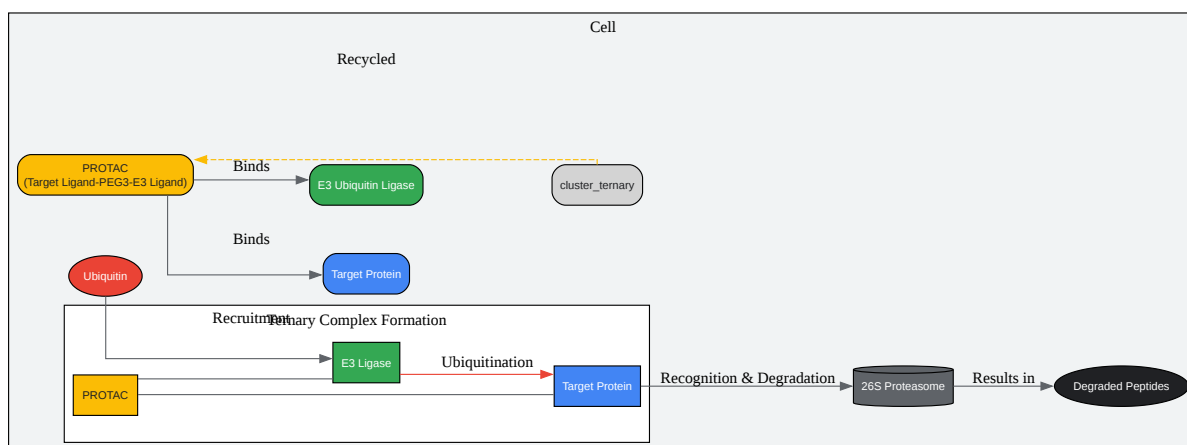 Cell
Recycled
PROTAC
(Target Ligand-PEG3-E3 Ligand)
Binds
E3 Ubiquitin Ligase
cluster_ternary
Binds
Ubiquitin
Target Protein
Recruitment
Ternary Complex Formation
E3 Ligase
Ubiquitination
PROTAC
Target Protein
Recognition & Degradation
26S Proteasome
Results in
Degraded Peptides